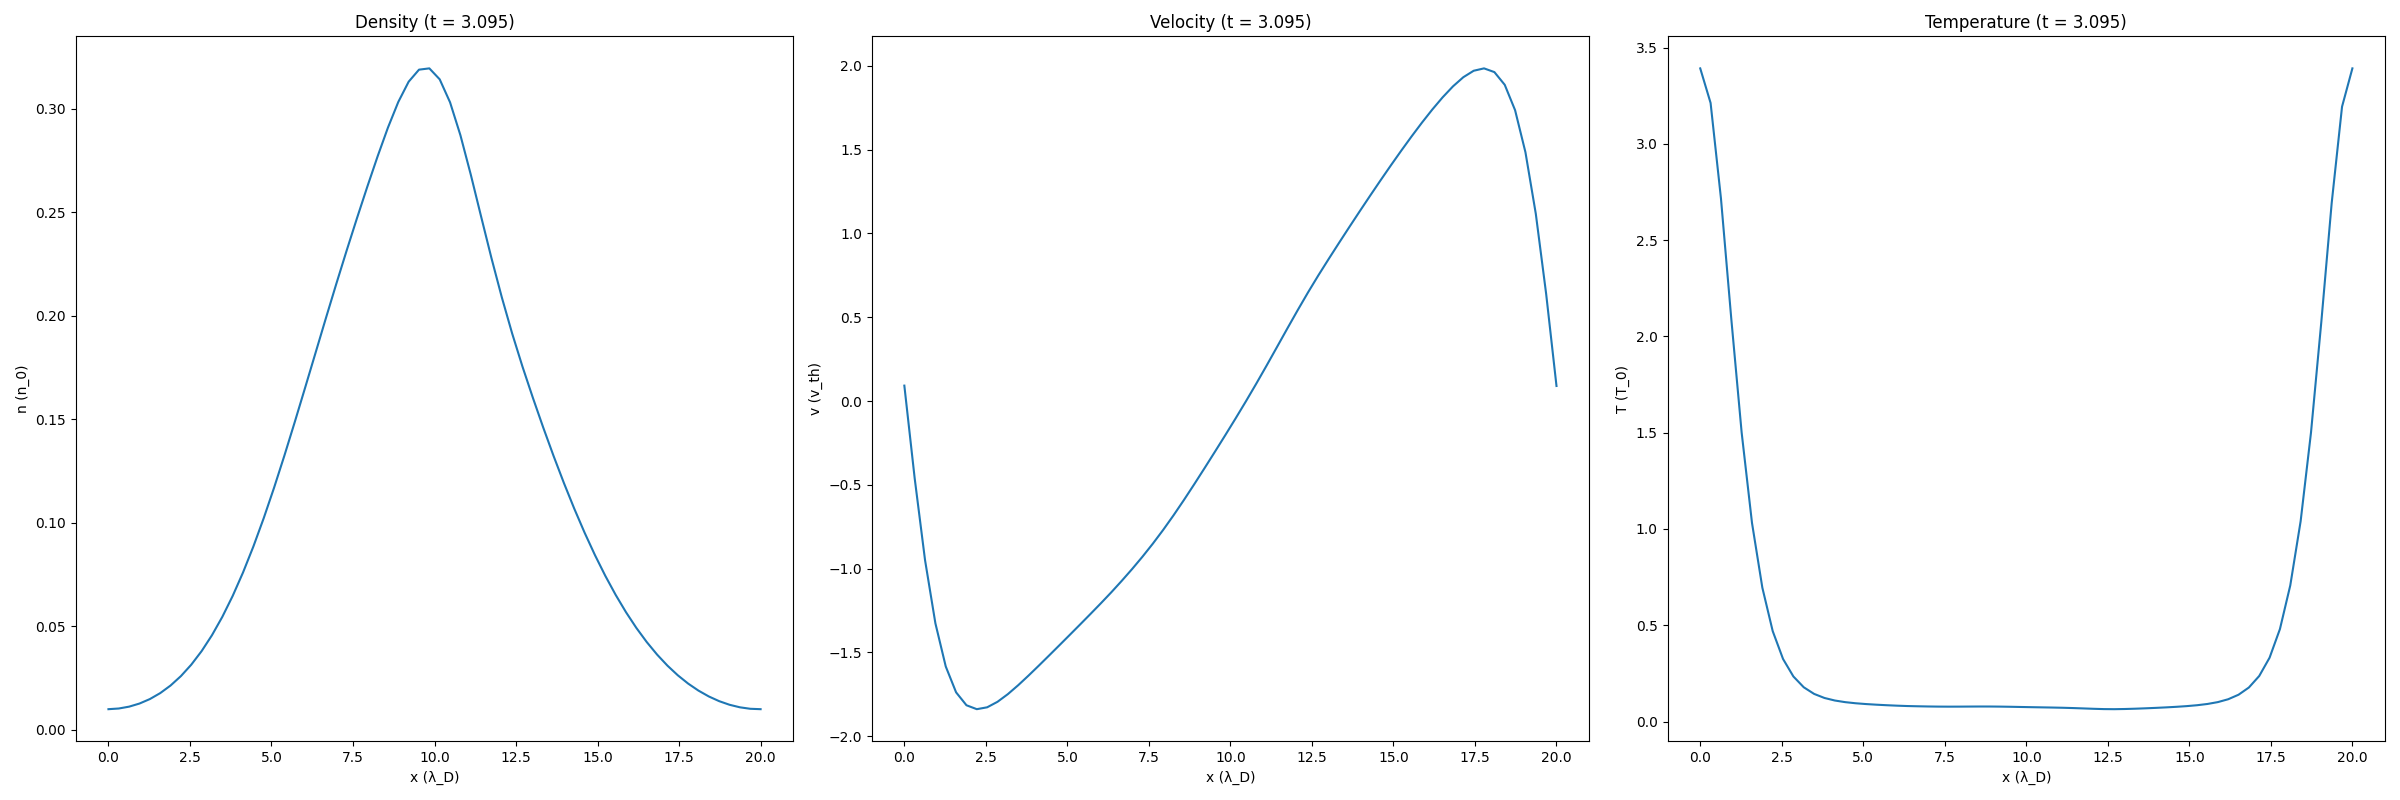 Density (t = 3.095)
n (n_0)
0.30
0.25
0.20
0.15
0.10
0.05
0.00
0.0 2.5 5.0 7.5 10.0 12.5 15.0 17.5 20.0
x (λ_D)
Velocity (t = 3.095)
v (v_th)
2.0
1.5
1.0
0.5
0.0
−0.5
−1.0
−1.5
−2.0
0.0 2.5 5.0 7.5 10.0 12.5 15.0 17.5 20.0
x (λ_D)
Temperature (t = 3.095)
T (T_0)
3.5
3.0
2.5
2.0
1.5
1.0
0.5
0.0
0.0 2.5 5.0 7.5 10.0 12.5 15.0 17.5 20.0
x (λ_D)